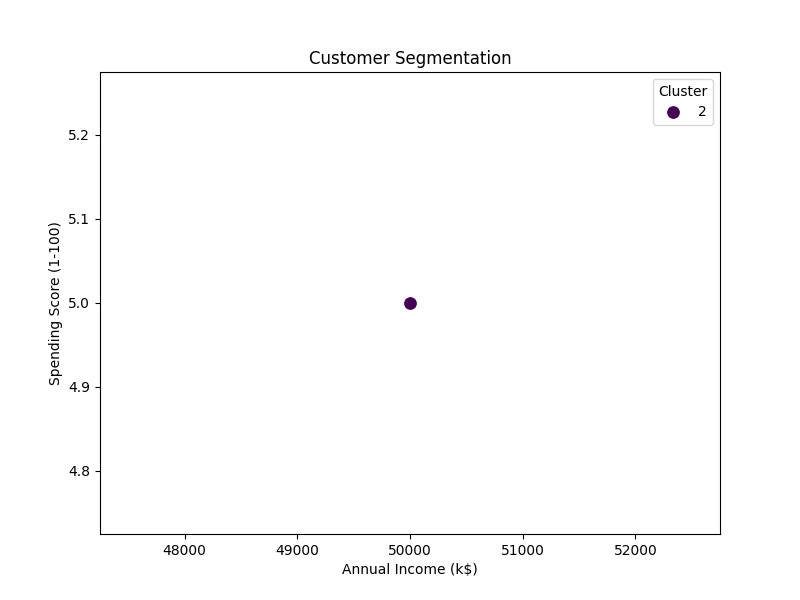 Customer Segmentation
Cluster
2
5.2
5.1
5.0
4.9
4.8
Spending Score (1-100)
48000 49000 50000 51000 52000
Annual Income (k$)